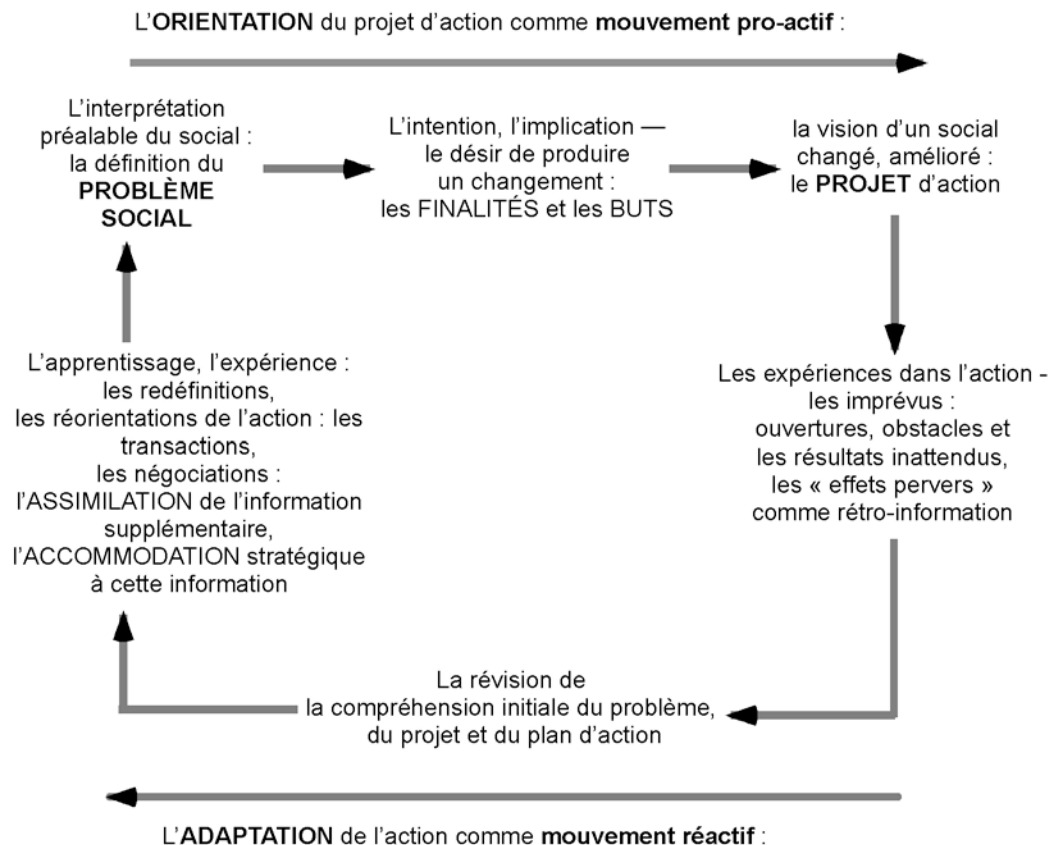 L'ORIENTATION du projet d'action comme mouvement pro-actif :
L'interprétation
préalable du social :
la définition du
PROBLÈME
SOCIAL
L'intention, l'implication —
le désir de produire
un changement :
les FINALITÉS et les BUTS
la vision d'un social
changé, amélioré :
le PROJET d'action
L'apprentissage, l'expérience :
les redéfinitions,
les réorientations de l'action : les
transactions,
les négociations :
l'ASSIMILATION de l'information
supplémentaire,
l'ACCOMMODATION stratégique
à cette information
Les expériences dans l'action -
les imprévus :
ouvertures, obstacles et
les résultats inattendus,
les « effets pervers »
comme rétro-information
La révision de
la compréhension initiale du problème,
du projet et du plan d'action
L'ADAPTATION de l'action comme mouvement réactif :